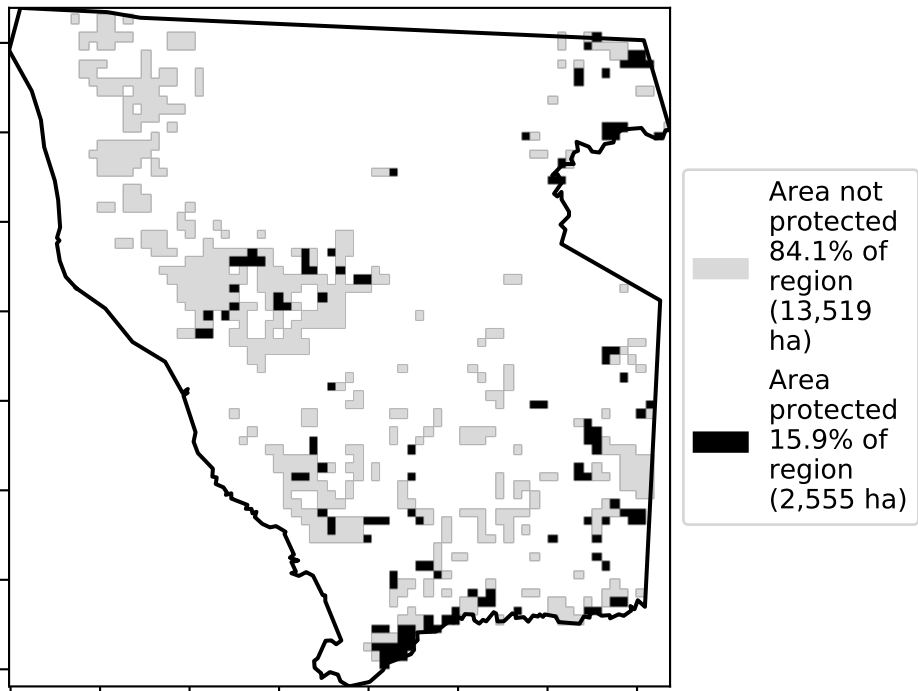 Area not
protected
84.1% of
region
(13,519
ha)
Area
protected
15.9% of
region
(2,555 ha)